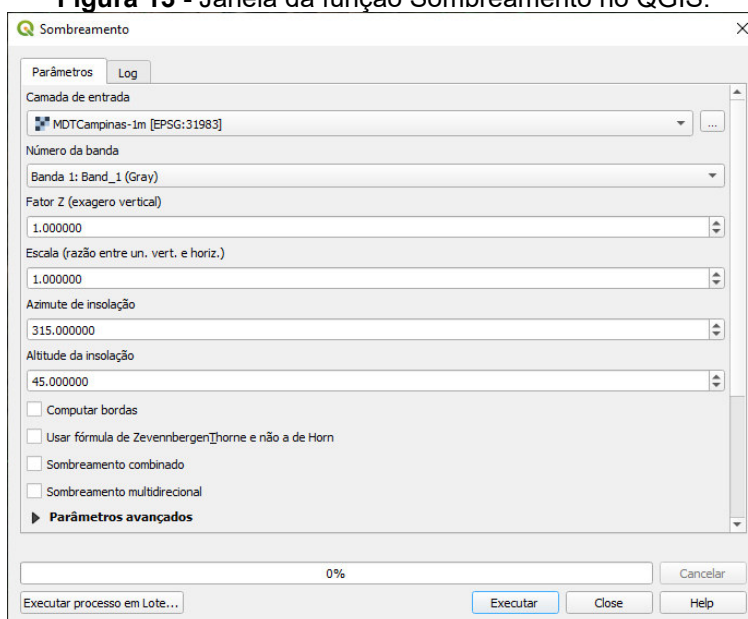 Figura 13 - Janela da função Sombreamento no QGIS.
Sombreamento
Parâmetros Log
Camada de entrada
MDTCampinas-1m [EPSG:31983]
...
Número da banda
Banda 1: Band_1 (Gray)
Fator Z (exagero vertical)
1.000000
Escala (razão entre un. vert. e horiz.)
1.000000
Azimute de insolação
315.000000
Altitude da insolação
45.000000
Computar bordas
Usar fórmula de ZevennbergenThorne e não a de Horn
Sombreamento combinado
Sombreamento multidirecional
Parâmetros avançados
0% Cancelar
Executar processo em Lote... Executar Close Help